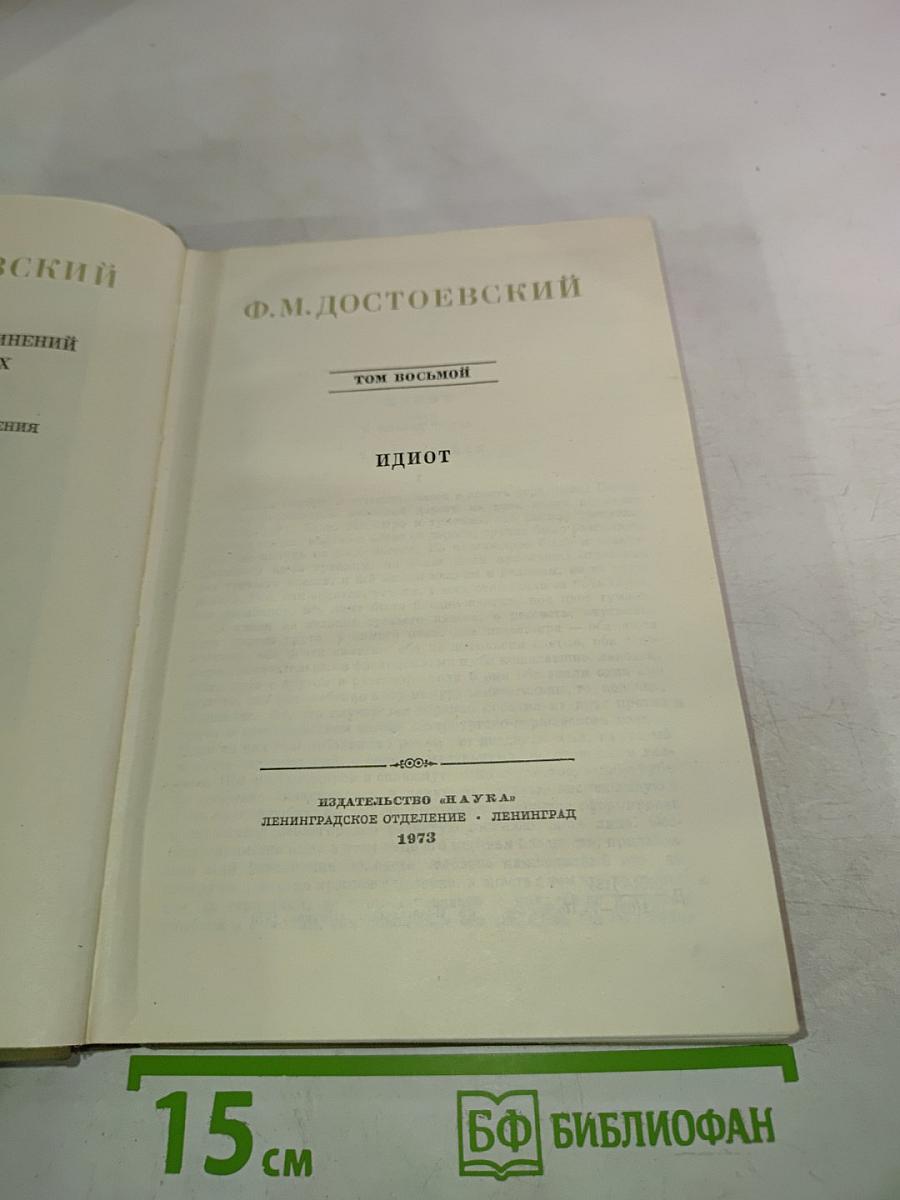 ВСКИЙ
ИНЕНИЙ
Х
ЕНИЯ
Ф.М.ДОСТОЕВСКИЙ
ТОМ ВОСЬМОЙ
ИДИОТ
ИЗДАТЕЛЬСТВО «НАУКА»
ЛЕНИНГРАДСКОЕ ОТДЕЛЕНИЕ • ЛЕНИНГРАД
1973
15 см
БФ БИБЛИОФАН